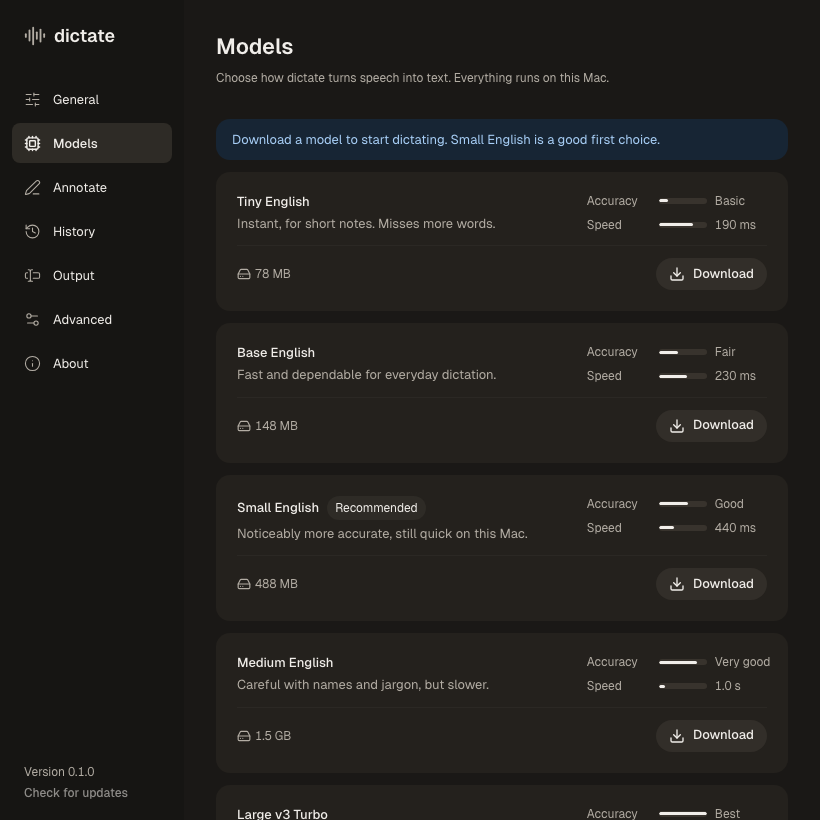 dictate
General
Models
Annotate
History
Output
Advanced
About
Version 0.1.0
Check for updates
Models
Choose how dictate turns speech into text. Everything runs on this Mac.
Download a model to start dictating. Small English is a good first choice.
Tiny English
Instant, for short notes. Misses more words.
Accuracy Basic
Speed 190 ms
78 MB
Download
Base English
Fast and dependable for everyday dictation.
Accuracy Fair
Speed 230 ms
148 MB
Download
Small English Recommended
Noticeably more accurate, still quick on this Mac.
Accuracy Good
Speed 440 ms
488 MB
Download
Medium English
Careful with names and jargon, but slower.
Accuracy Very good
Speed 1.0 s
1.5 GB
Download
Large v3 Turbo
Accuracy Best